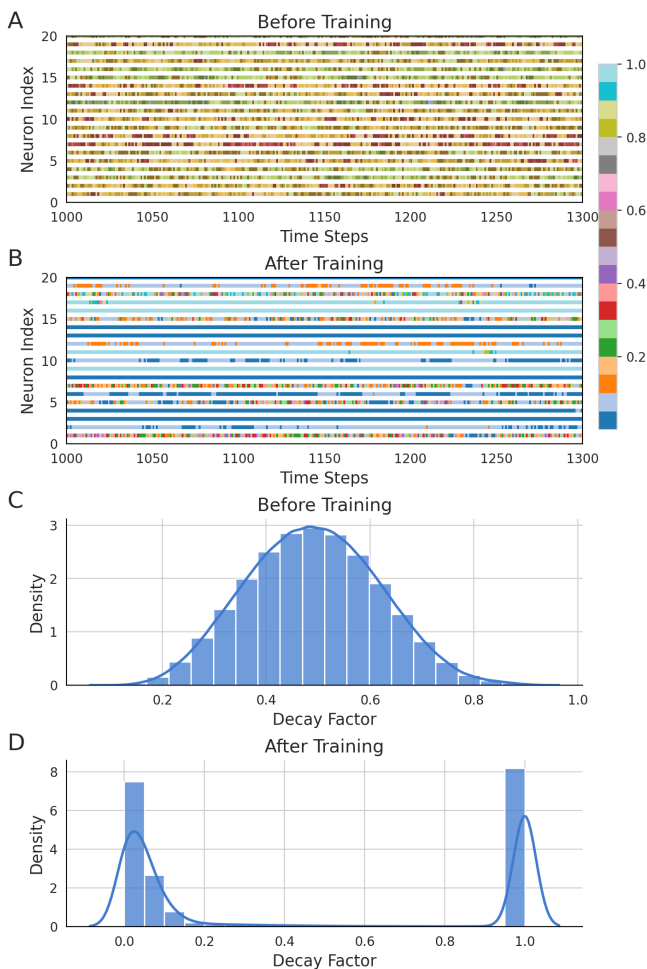 A
Before Training
20
15
10
5
0
Neuron Index
1000 1050 1100 1150 1200 1250 1300
Time Steps
1.0
0.8
0.6
0.4
0.2
B
After Training
20
15
10
5
0
Neuron Index
1000 1050 1100 1150 1200 1250 1300
Time Steps
C
Before Training
3
2
1
0
Density
0.2 0.4 0.6 0.8 1.0
Decay Factor
D
After Training
8
6
4
2
0
Density
0.0 0.2 0.4 0.6 0.8 1.0
Decay Factor